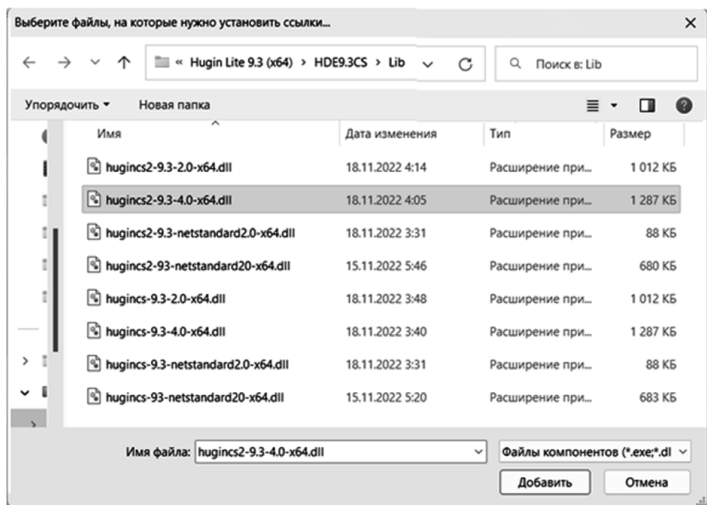 Выберите файлы, на которые нужно установить ссылки...
« Hugin Lite 9.3 (x64) › HDE9.3CS › Lib Поиск в: Lib
Упорядочить Новая папка
Имя Дата изменения Тип Размер
hugincs2-9.3-2.0-x64.dll 18.11.2022 4:14 Расширение при... 1 012 КБ
hugincs2-9.3-4.0-x64.dll 18.11.2022 4:05 Расширение при... 1 287 КБ
hugincs2-9.3-netstandard2.0-x64.dll 18.11.2022 3:31 Расширение при... 88 КБ
hugincs2-93-netstandard20-x64.dll 15.11.2022 5:46 Расширение при... 680 КБ
hugincs-9.3-2.0-x64.dll 18.11.2022 3:48 Расширение при... 1 012 КБ
hugincs-9.3-4.0-x64.dll 18.11.2022 3:40 Расширение при... 1 287 КБ
hugincs-9.3-netstandard2.0-x64.dll 18.11.2022 3:31 Расширение при... 88 КБ
hugincs-93-netstandard20-x64.dll 15.11.2022 5:20 Расширение при... 683 КБ
Имя файла: hugincs2-9.3-4.0-x64.dll Файлы компонентов (*.exe;*.dl
Добавить Отмена